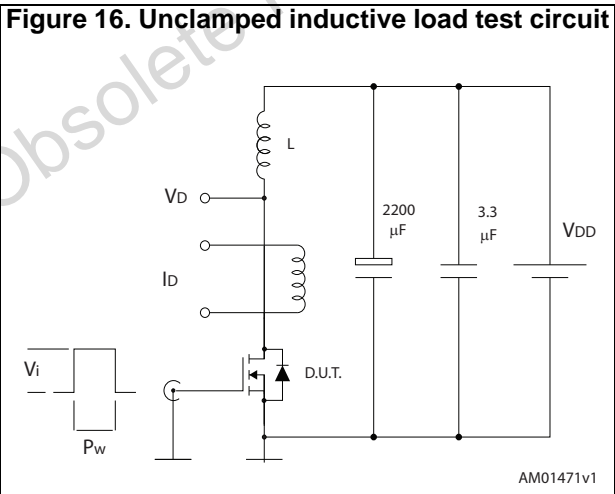 Figure 16. Unclamped inductive load test circuit
Obsolete
L
VD
2200
μF
3.3
μF
VDD
ID
Vi
D.U.T.
Pw
AM01471v1